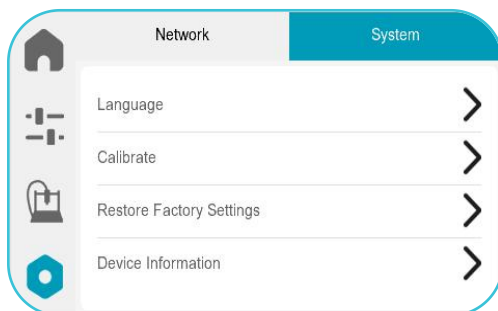 Network
System
Language
Calibrate
Restore Factory Settings
Device Information